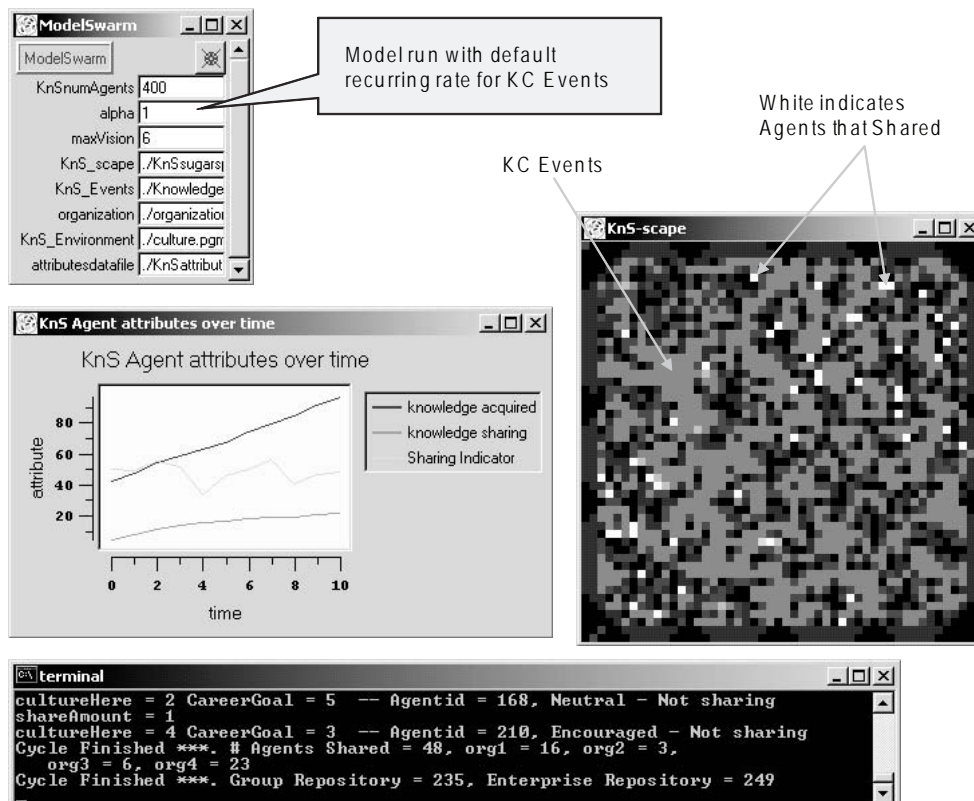 ModelSwarm
ModelSwarm
KnSnumAgents 400
alpha 1
maxVision 6
KnS_scape ./KnSsugarsp
KnS_Events ./Knowledge
organization ./organization
KnS_Environment ./culture.pgm
attributesdatafile ./KnSattribut
Model run with default
recurring rate for KC Events
White indicates
Agents that Shared
KC Events
KnS-scape
KnS Agent attributes over time
KnS Agent attributes over time
attribute
80
60
40
20
0 2 4 6 8 10
time
knowledge acquired
knowledge sharing
Sharing Indicator
terminal
cultureHere = 2 CareerGoal = 5 -- Agentid = 168, Neutral - Not sharing
shareAmount = 1
cultureHere = 4 CareerGoal = 3 -- Agentid = 210, Encouraged - Not sharing
Cycle Finished ***. # Agents Shared = 48, org1 = 16, org2 = 3,
org3 = 6, org4 = 23
Cycle Finished ***. Group Repository = 235, Enterprise Repository = 249